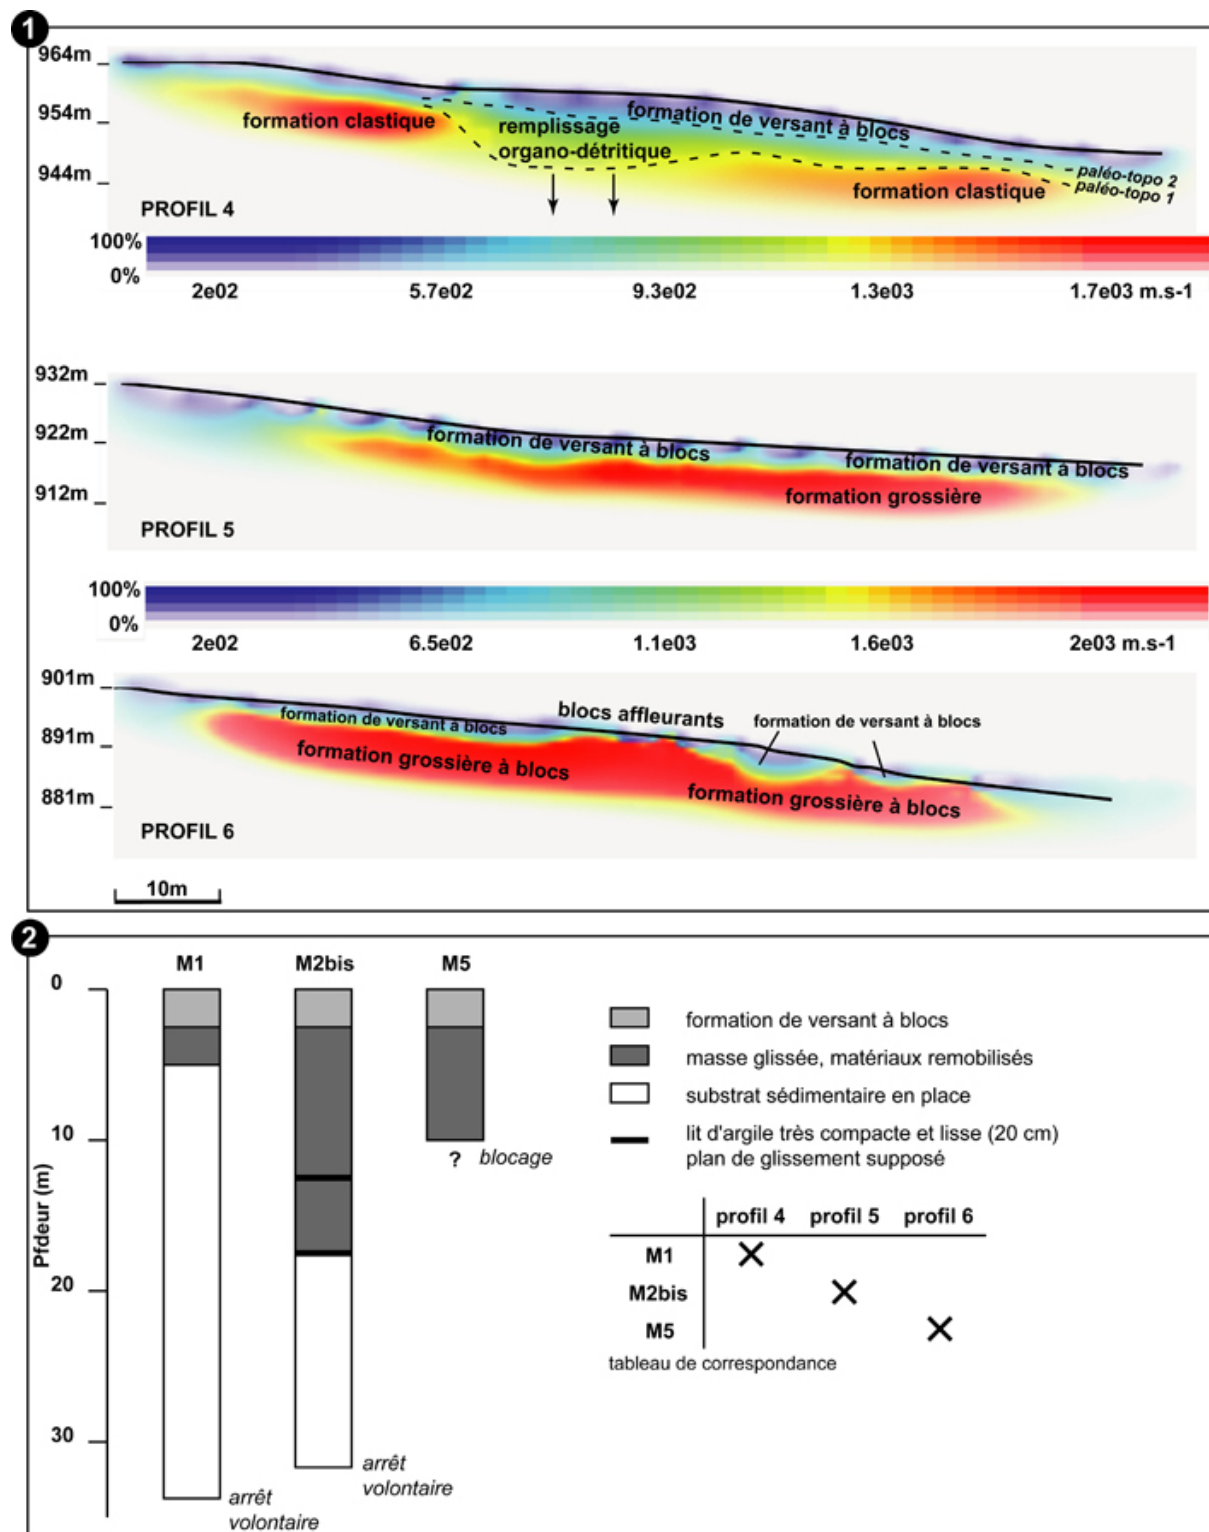 1
964m
954m
944m
formation clastique
remplissage
organo-détritique
formation de versant à blocs
formation clastique
paléo-topo 2
paléo-topo 1
PROFIL 4
100%
0%
2e02 5.7e02 9.3e02 1.3e03 1.7e03 m.s-1
932m
922m
912m
formation de versant à blocs
formation de versant à blocs
formation grossière
PROFIL 5
100%
0%
2e02 6.5e02 1.1e03 1.6e03 2e03 m.s-1
901m
891m
881m
formation de versant à blocs
blocs affleurants
formation de versant à blocs
formation grossière à blocs
formation grossière à blocs
PROFIL 6
10m
2
M1 M2bis M5
0
10
20
30
Pfdeur (m)
? blocage
arrêt
volontaire
arrêt
volontaire
formation de versant à blocs
masse glissée, matériaux remobilisés
substrat sédimentaire en place
lit d'argile très compacte et lisse (20 cm)
plan de glissement supposé
profil 4 profil 5 profil 6
M1
M2bis
M5
tableau de correspondance